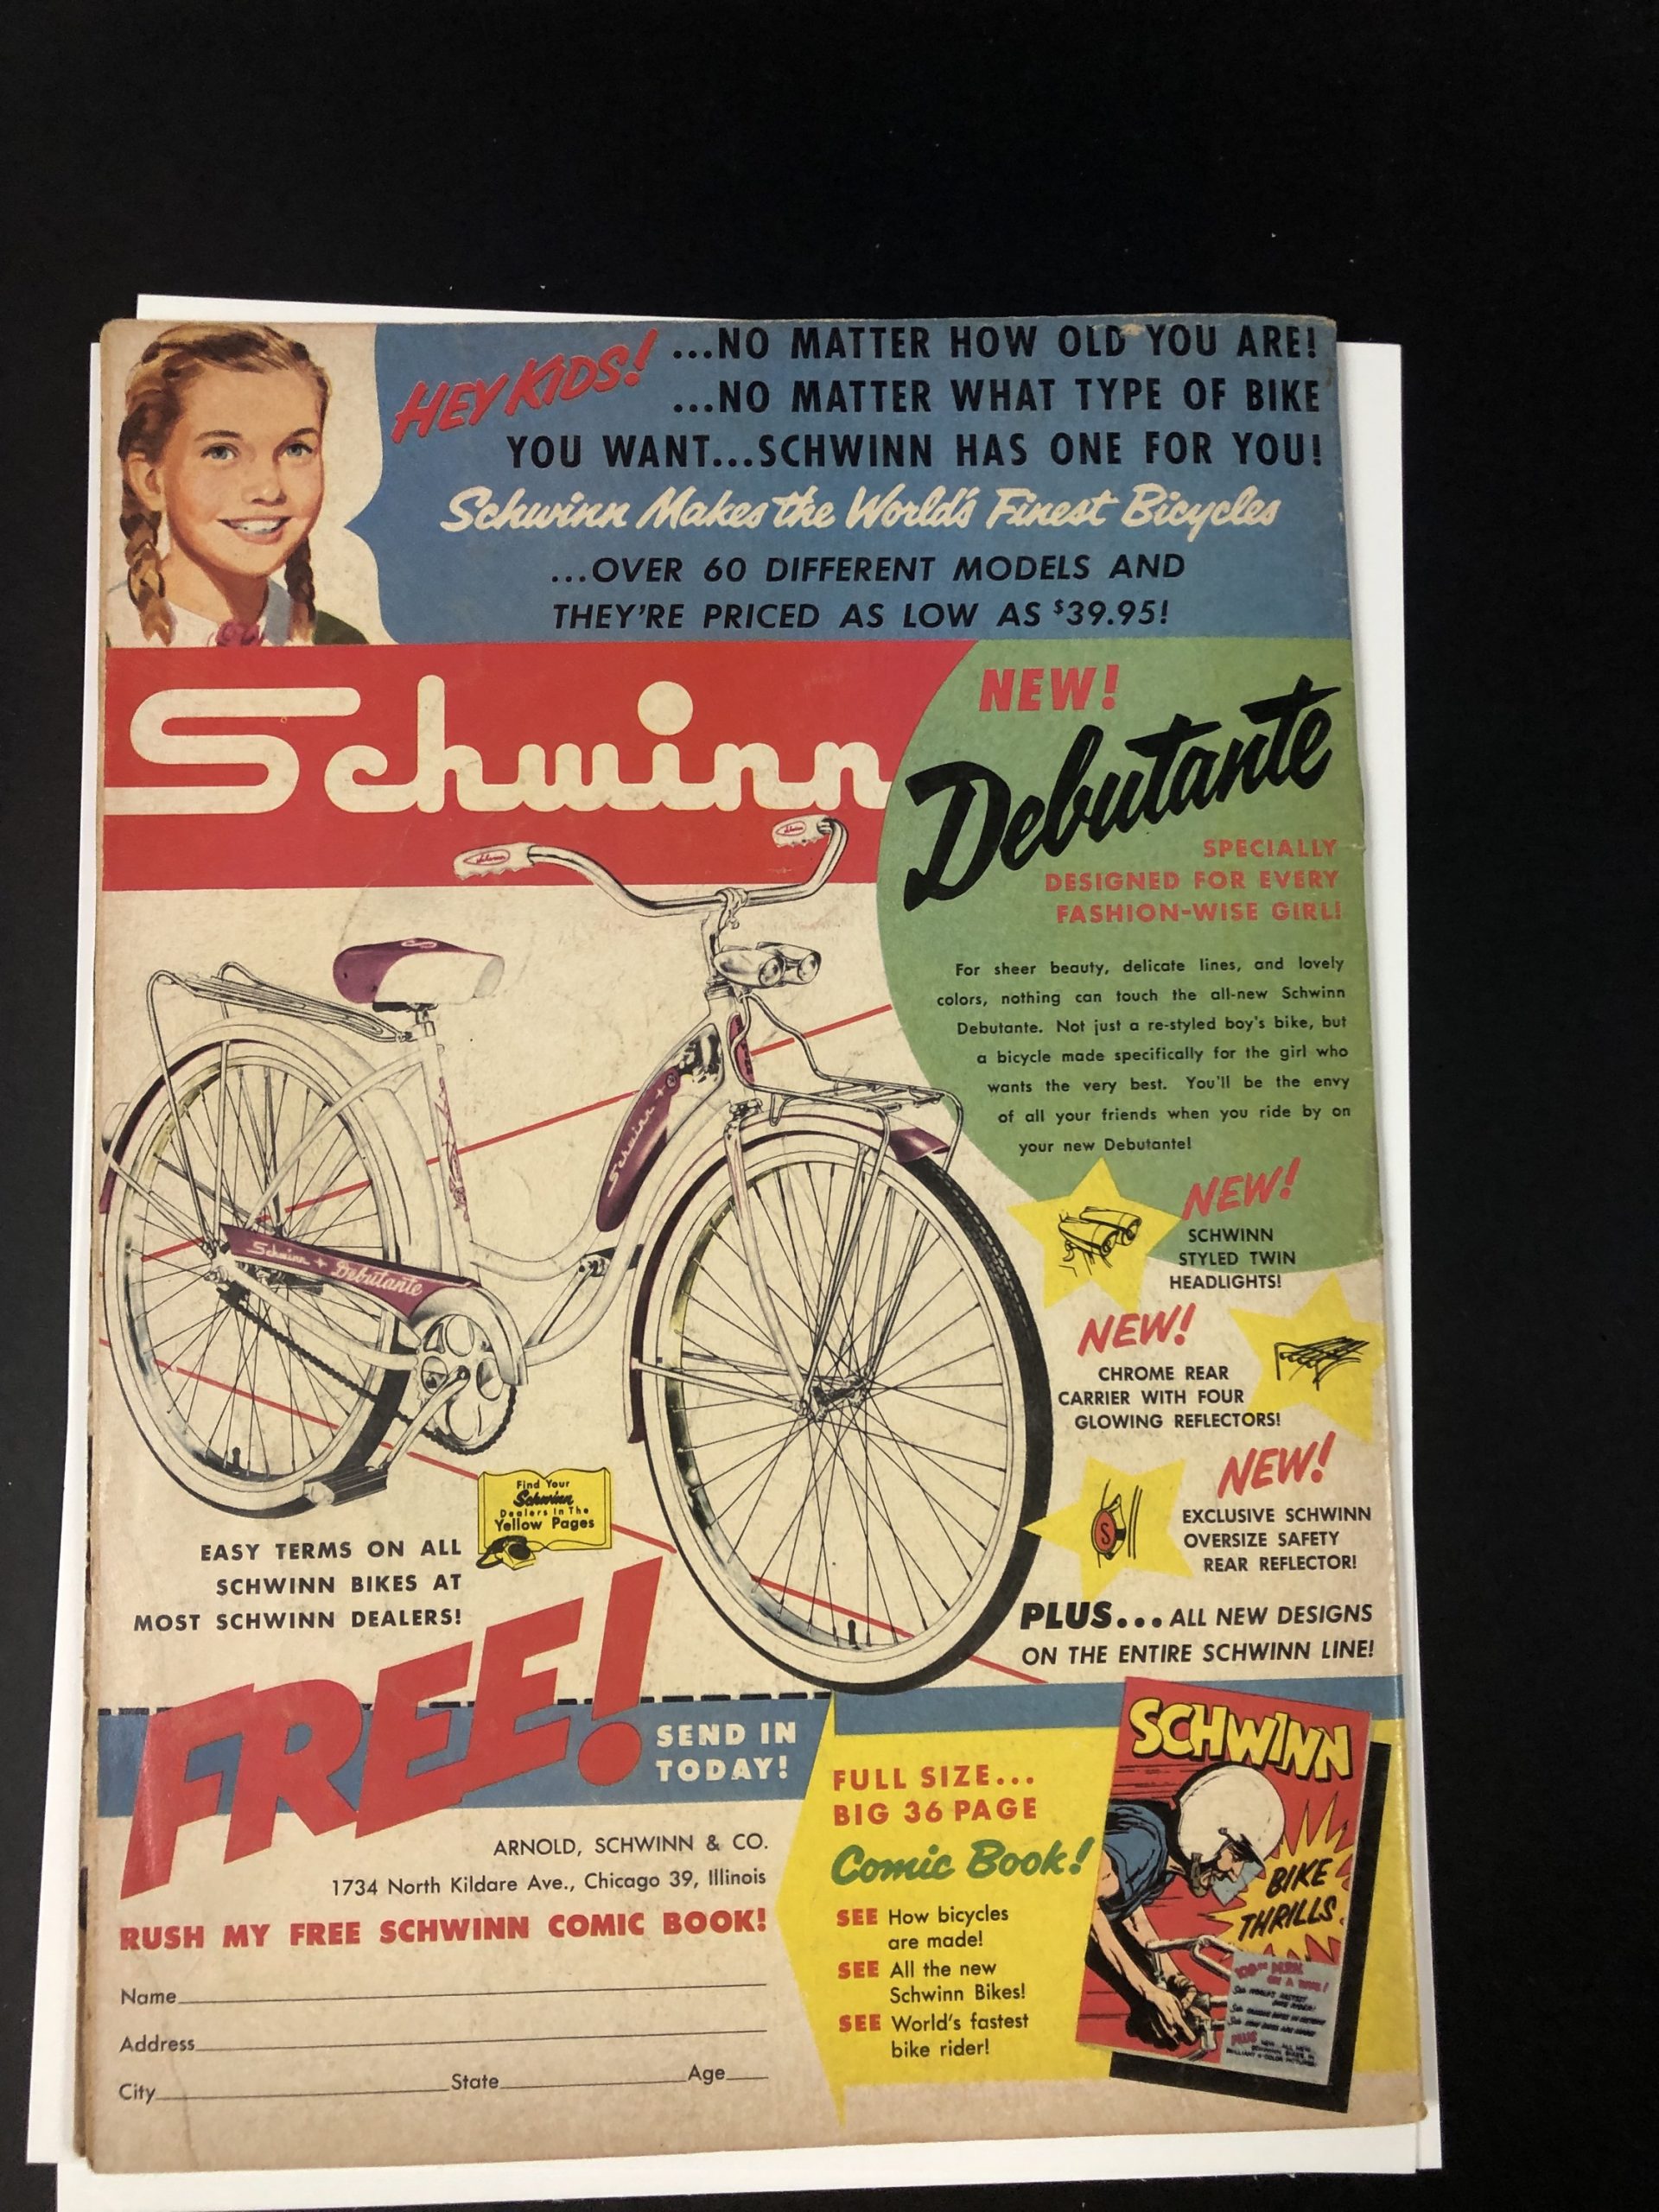 HEY KIDS! ...NO MATTER HOW OLD YOU ARE!
...NO MATTER WHAT TYPE OF BIKE
YOU WANT...SCHWINN HAS ONE FOR YOU!
Schwinn Makes the World's Finest Bicycles
...OVER 60 DIFFERENT MODELS AND
THEY'RE PRICED AS LOW AS $39.95!
Schwinn
NEW!
Debutante
SPECIALLY
DESIGNED FOR EVERY
FASHION-WISE GIRL!
For sheer beauty, delicate lines, and lovely
colors, nothing can touch the all-new Schwinn
Debutante. Not just a re-styled boy's bike, but
a bicycle made specifically for the girl who
wants the very best. You'll be the envy
of all your friends when you ride by on
your new Debutante!
Schwinn
Schwinn
S
Schwinn
Schwinn + Debutante
NEW!
SCHWINN
STYLED TWIN
HEADLIGHTS!
NEW!
CHROME REAR
CARRIER WITH FOUR
GLOWING REFLECTORS!
NEW!
EXCLUSIVE SCHWINN
OVERSIZE SAFETY
REAR REFLECTOR!
S
PLUS... ALL NEW DESIGNS
ON THE ENTIRE SCHWINN LINE!
Find Your
Schwinn
Dealers In The
Yellow Pages
EASY TERMS ON ALL
SCHWINN BIKES AT
MOST SCHWINN DEALERS!
FREE!
SEND IN
TODAY!
ARNOLD, SCHWINN & CO.
1734 North Kildare Ave., Chicago 39, Illinois
RUSH MY FREE SCHWINN COMIC BOOK!
Name
Address
City State Age
FULL SIZE...
BIG 36 PAGE
Comic Book!
SEE How bicycles
are made!
SEE All the new
Schwinn Bikes!
SEE World's fastest
bike rider!
SCHWINN
BIKE
THRILLS
ON A BIKE!
PLUS